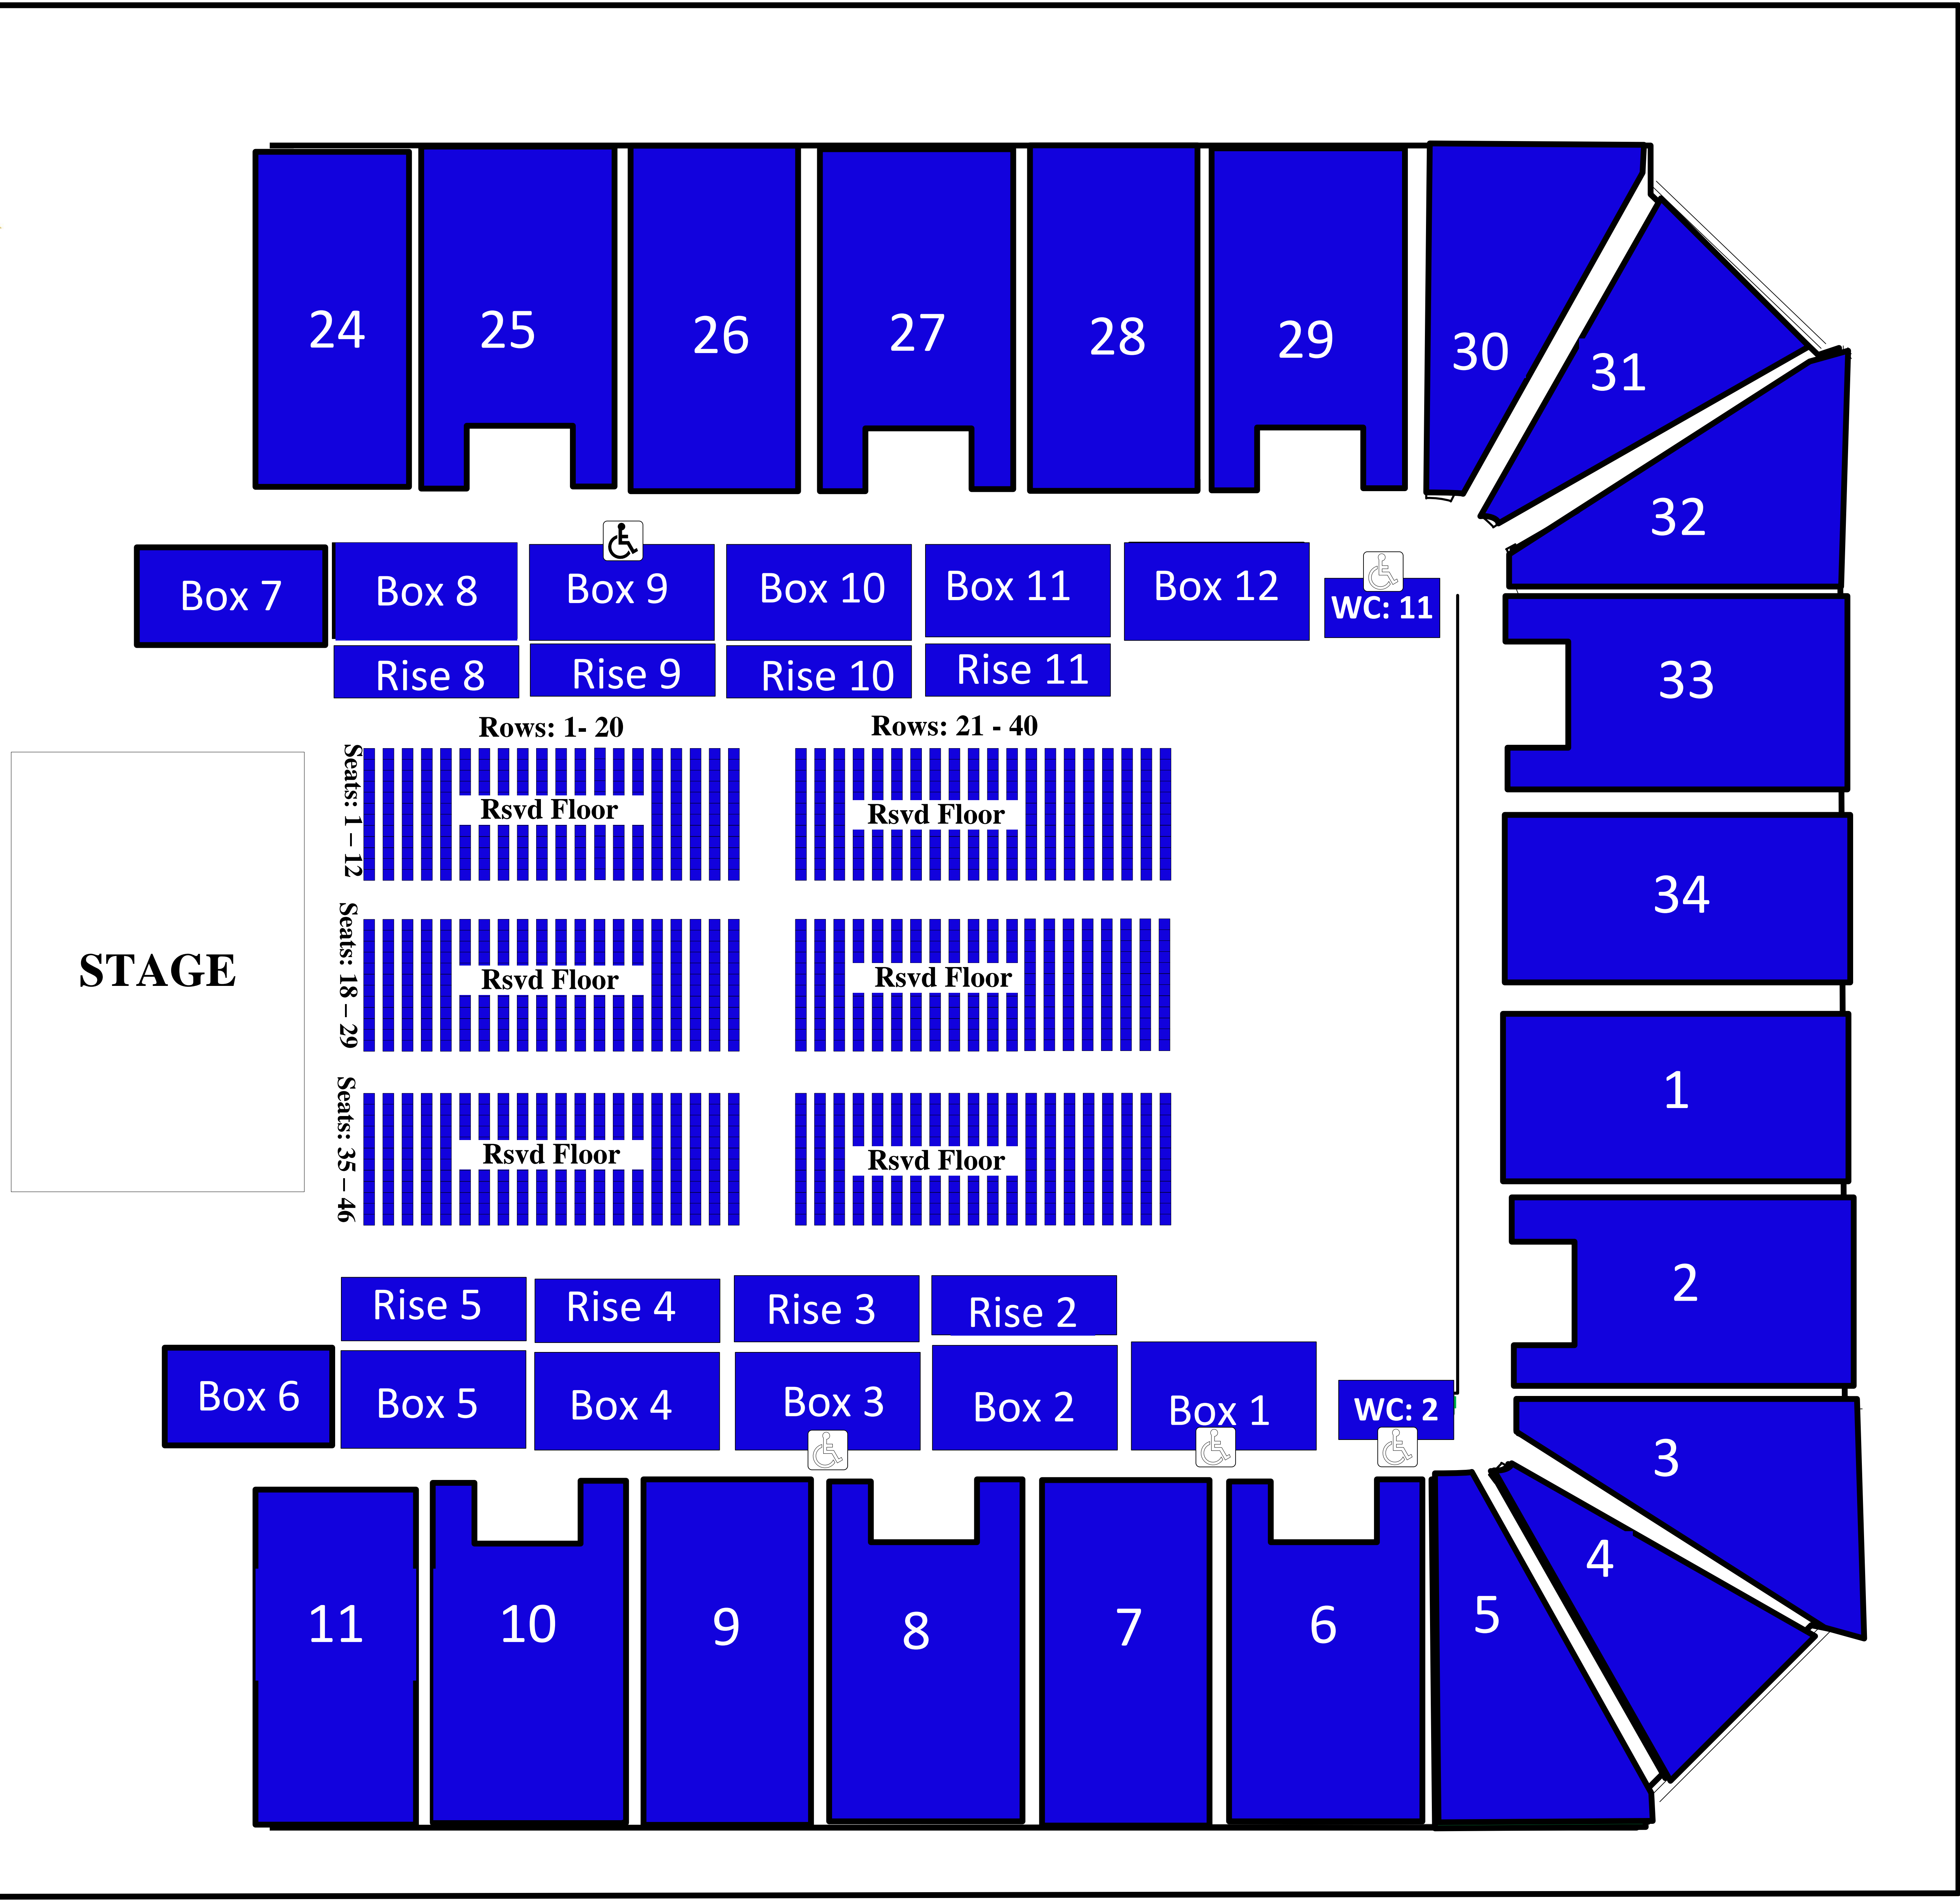 24
25
26
27
28
29
30
31
32
Box 7
Box 8
Box 9
Box 10
Box 11
Box 12
WC: 11
Rise 8
Rise 9
Rise 10
Rise 11
33
Rows: 1- 20
Rows: 21 - 40
Seats: 1 – 12
Rsvd Floor
Rsvd Floor
34
STAGE
Seats: 18 – 29
Rsvd Floor
Rsvd Floor
1
Seats: 35 – 46
Rsvd Floor
Rsvd Floor
2
Rise 5
Rise 4
Rise 3
Rise 2
Box 6
Box 5
Box 4
Box 3
Box 2
Box 1
WC: 2
3
4
11
10
9
8
7
6
5